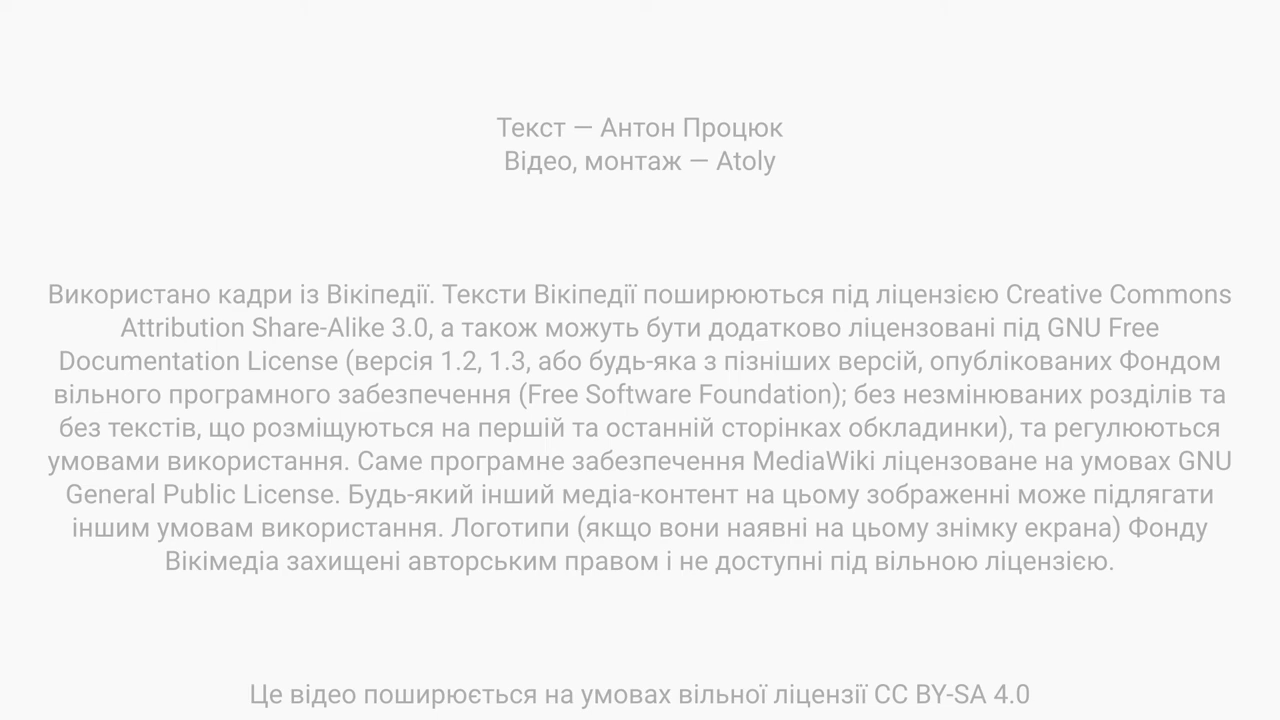 Текст — Антон Процюк
Відео, монтаж — Atoly
Використано кадри із Вікіпедії. Тексти Вікіпедії поширюються під ліцензією Creative Commons
Attribution Share-Alike 3.0, а також можуть бути додатково ліцензовані під GNU Free
Documentation License (версія 1.2, 1.3, або будь-яка з пізніших версій, опублікованих Фондом
вільного програмного забезпечення (Free Software Foundation); без незмінюваних розділів та
без текстів, що розміщуються на першій та останній сторінках обкладинки), та регулюються
умовами використання. Саме програмне забезпечення MediaWiki ліцензоване на умовах GNU
General Public License. Будь-який інший медіа-контент на цьому зображенні може підлягати
іншим умовам використання. Логотипи (якщо вони наявні на цьому знімку екрана) Фонду
Вікімедіа захищені авторським правом і не доступні під вільною ліцензією.
Це відео поширюється на умовах вільної ліцензії CC BY-SA 4.0